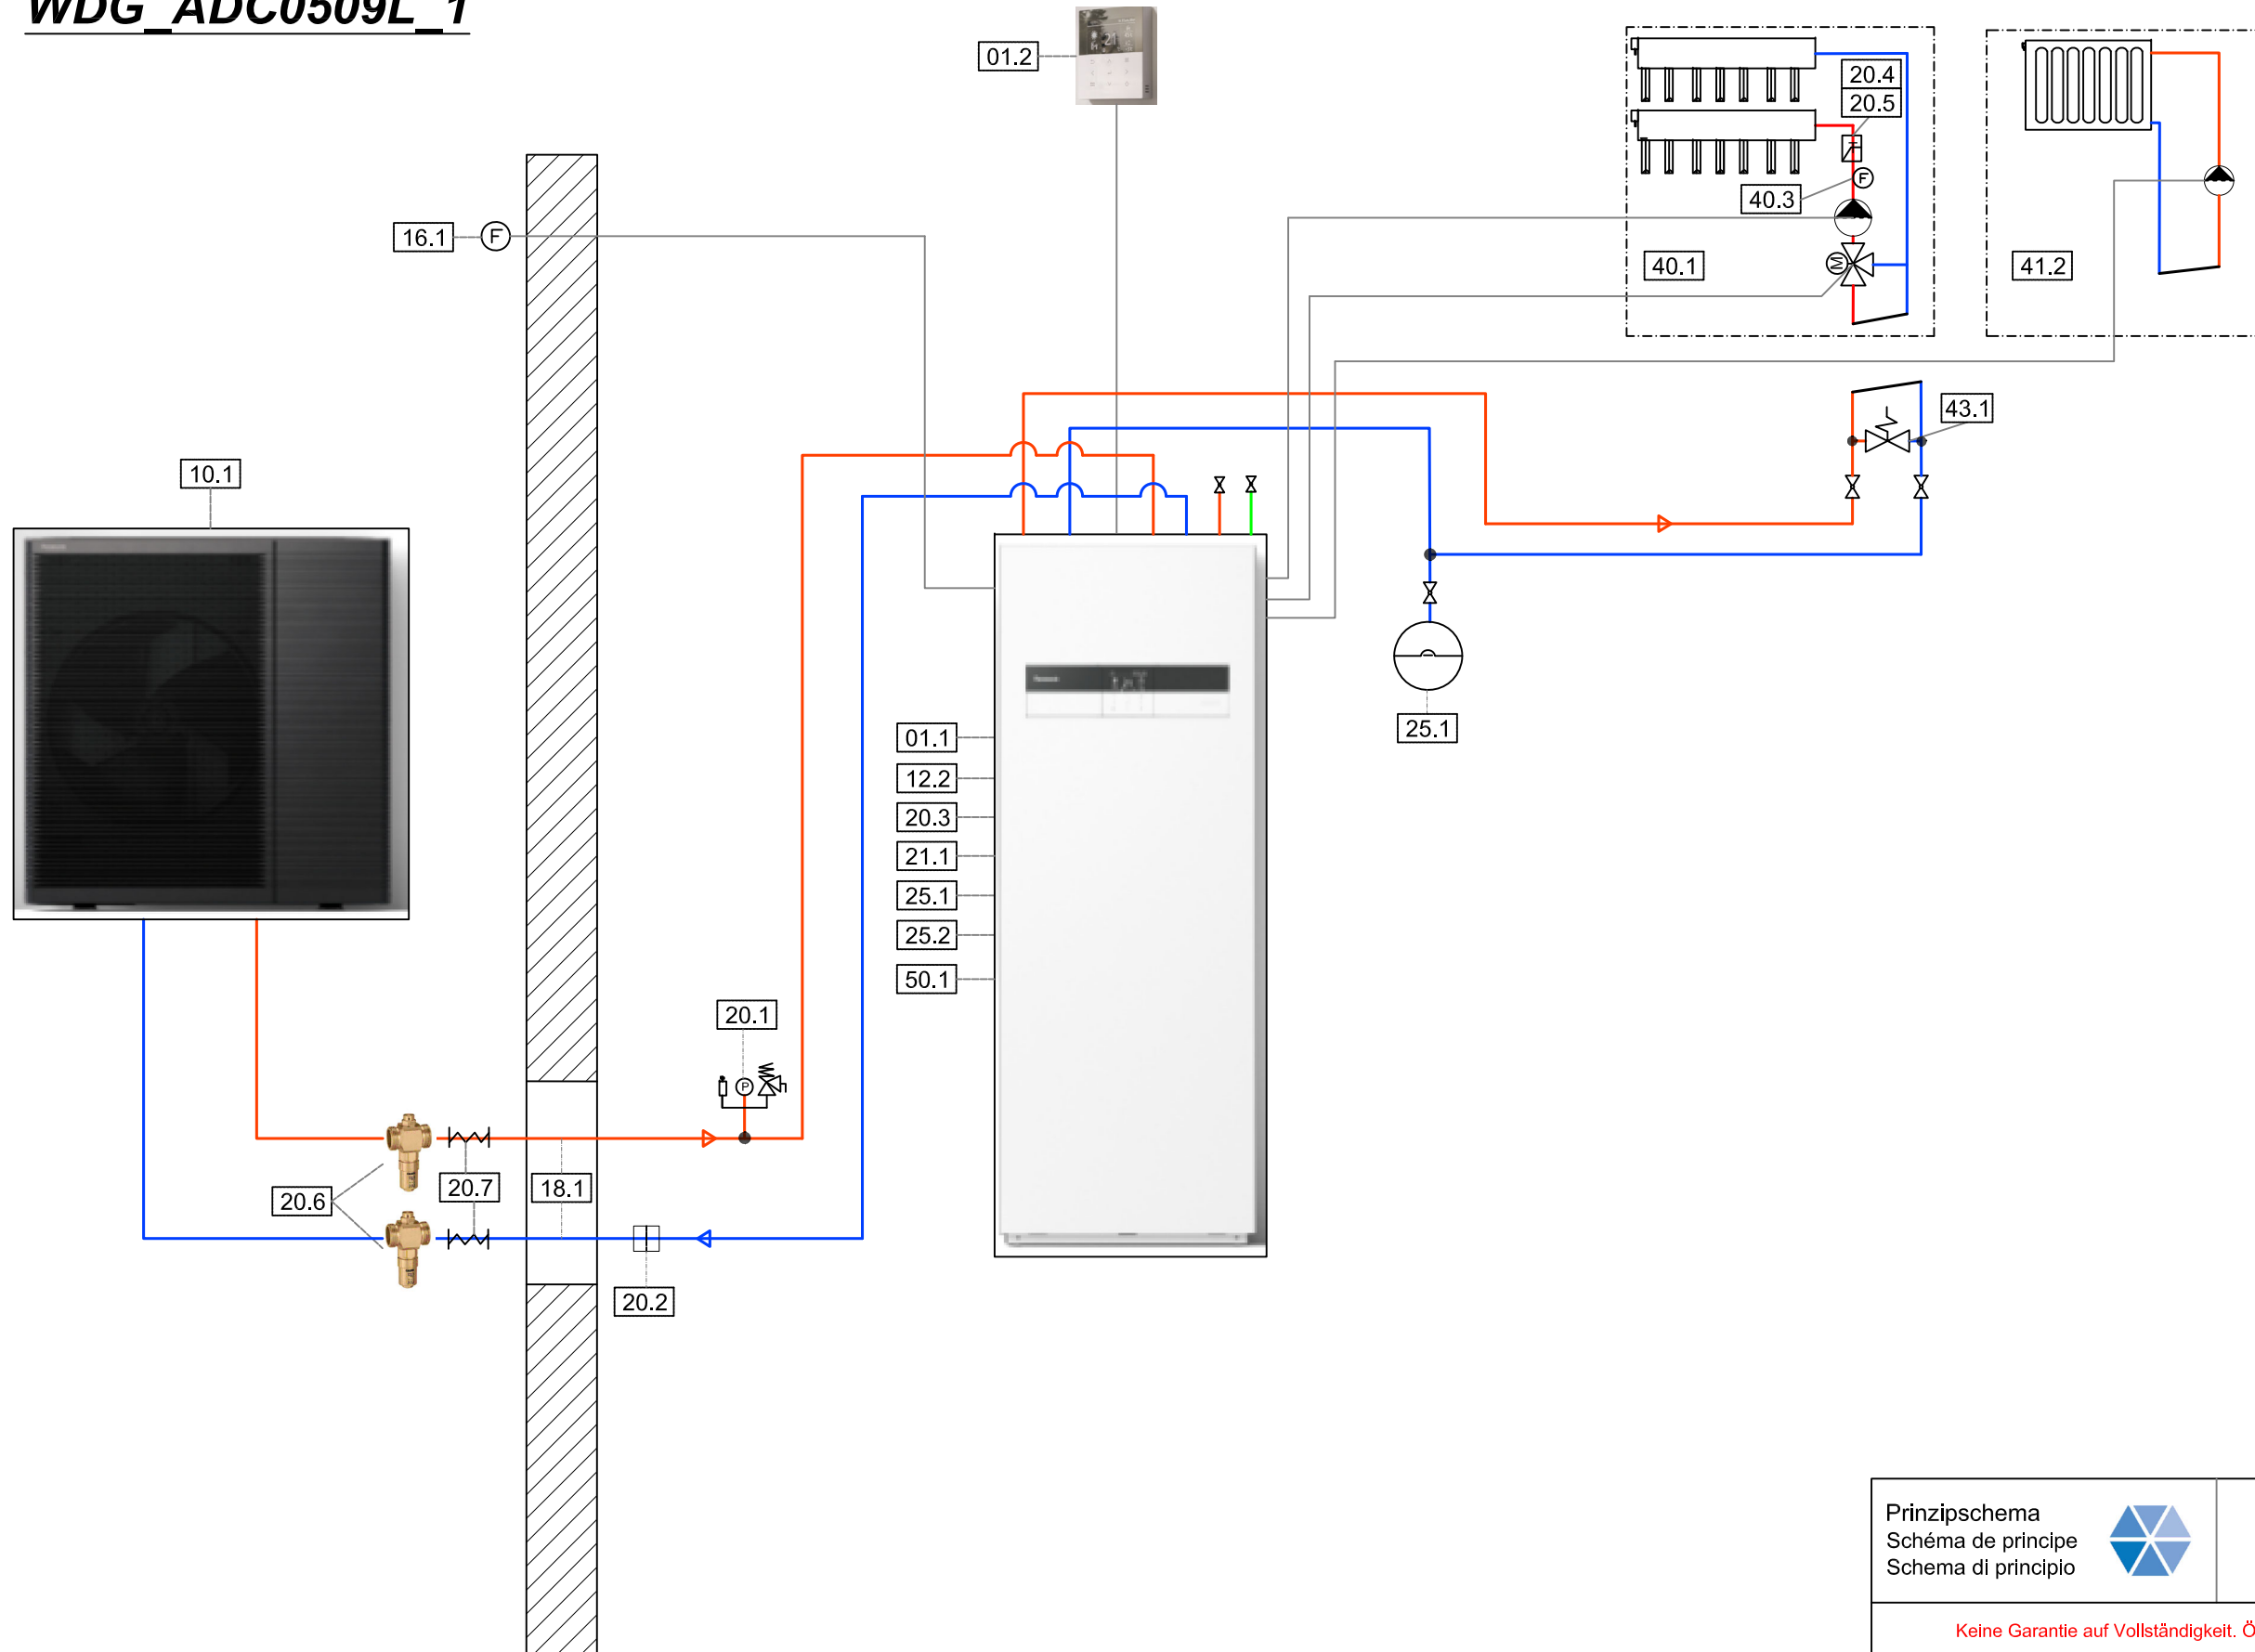 WDG_ADC0509L_1
01.2
20.4
20.5
40.3
16.1
F
F
M
40.1
41.2
43.1
10.1
25.1
01.1
12.2
20.3
21.1
25.1
25.2
50.1
20.1
P
20.6
20.7
18.1
20.2
Prinzipschema
Schéma de principe
Schema di principio
Keine Garantie auf Vollständigkeit. Ö